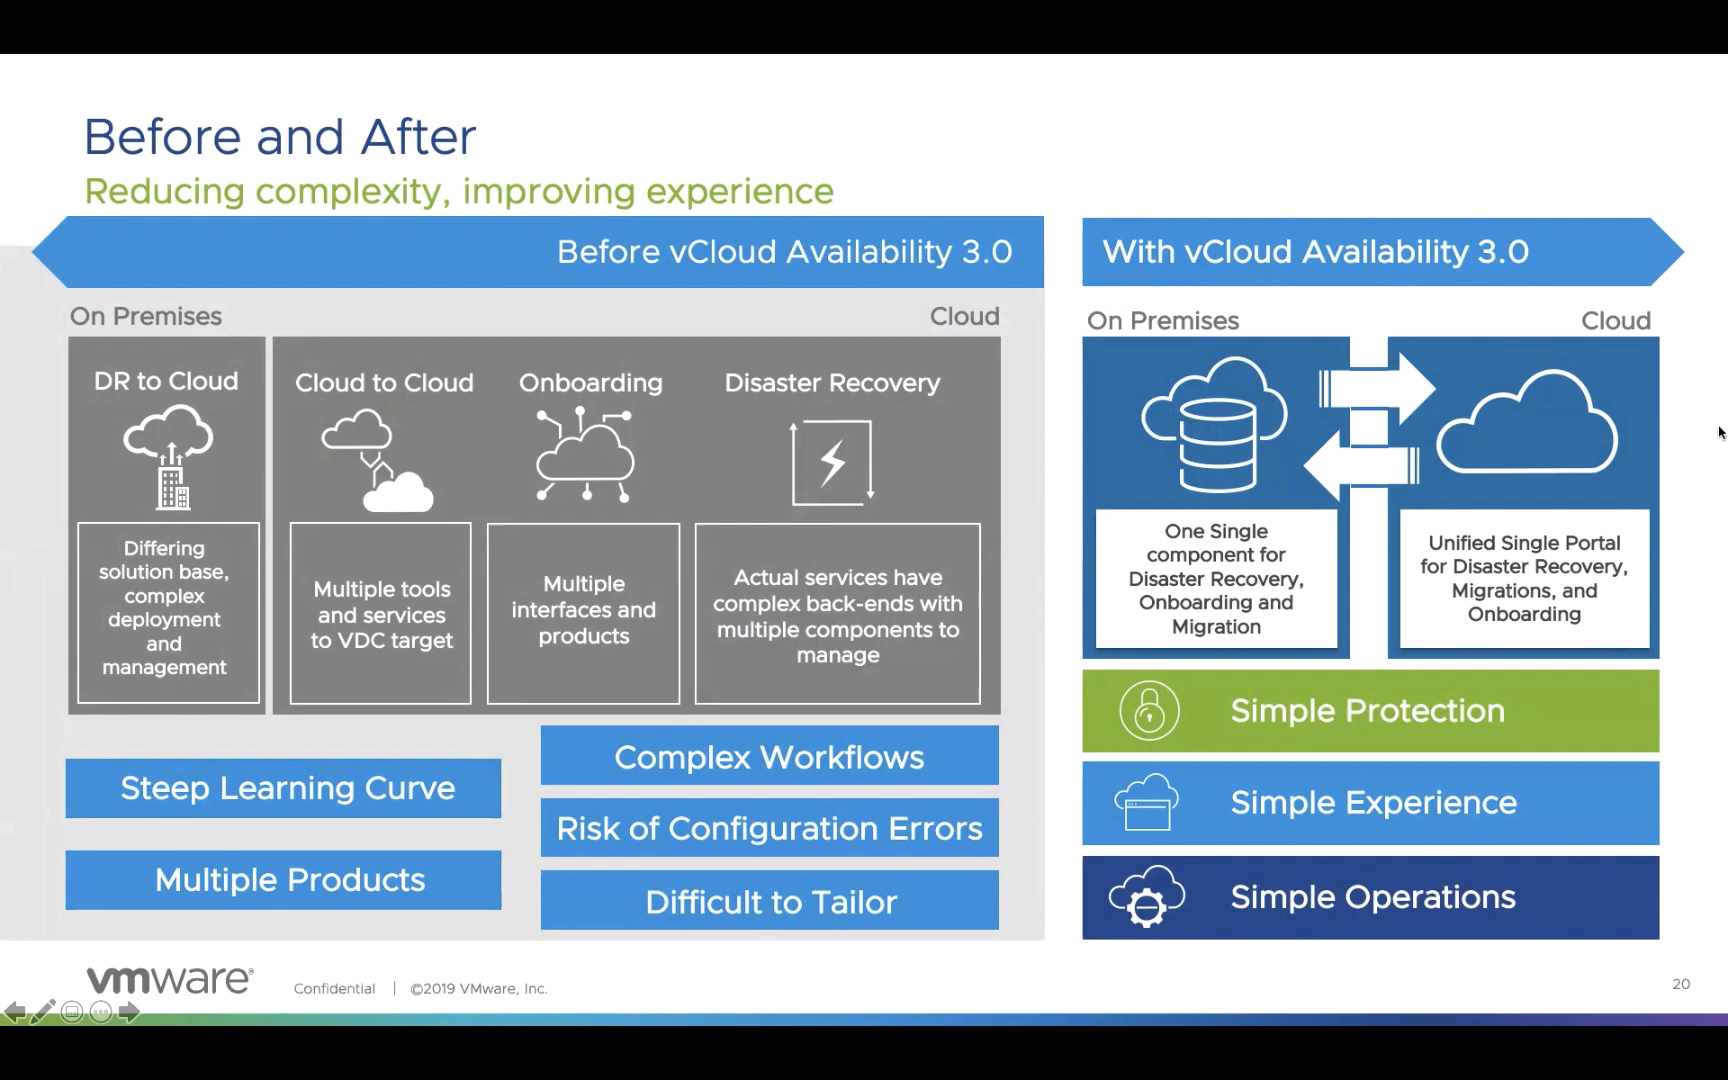 Before and After
Reducing complexity, improving experience
Before vCloud Availability 3.0
On Premises
Cloud
DR to Cloud
Differing
solution base,
complex
deployment
and
management
Cloud to Cloud
Multiple tools
and services
to VDC target
Onboarding
Multiple
interfaces and
products
Disaster Recovery
Actual services have
complex back-ends with
multiple components to
manage
Steep Learning Curve
Multiple Products
Complex Workflows
Risk of Configuration Errors
Difficult to Tailor
With vCloud Availability 3.0
On Premises
Cloud
One Single
component for
Disaster Recovery,
Onboarding and
Migration
Unified Single Portal
for Disaster Recovery,
Migrations, and
Onboarding
Simple Protection
Simple Experience
Simple Operations
vmware®
Confidential | ©2019 VMware, Inc.
20